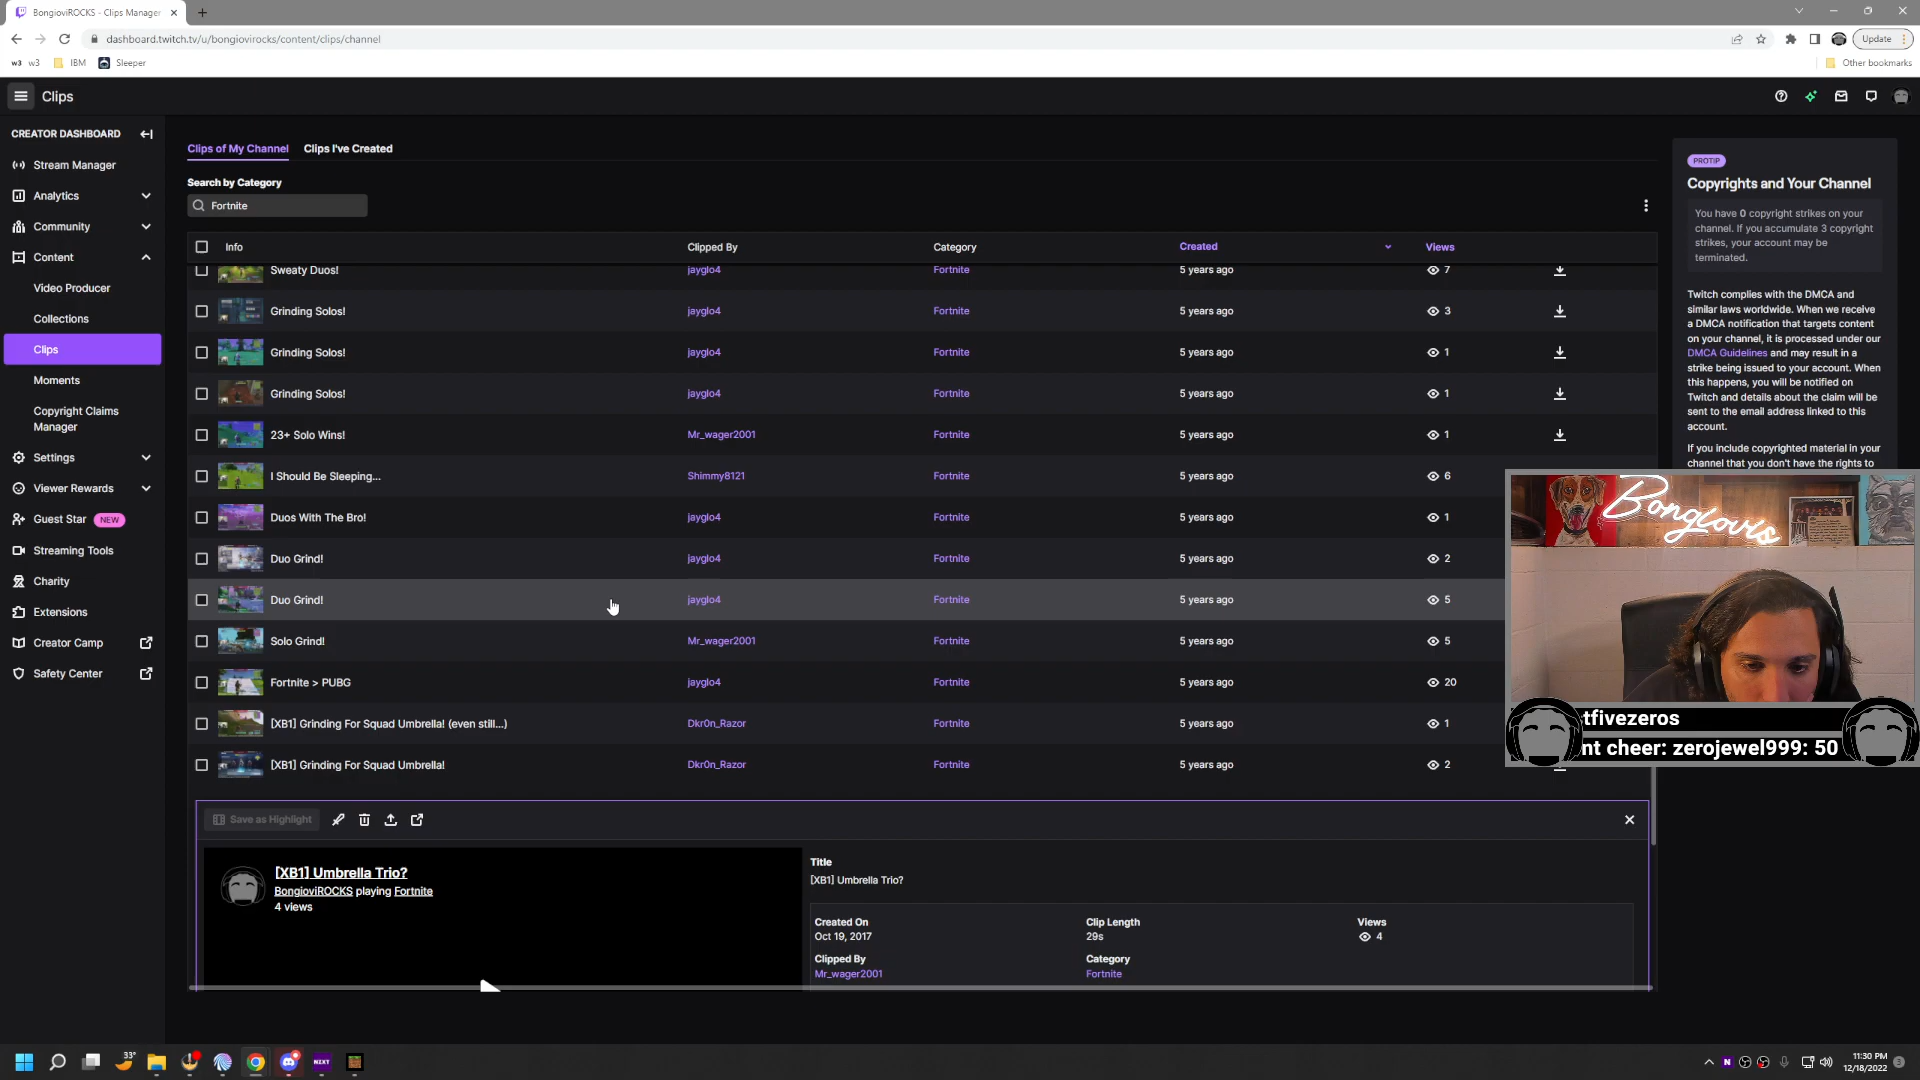 BongioviROCKS - Clips Manager
dashboard.twitch.tv/u/bongiovirocks/content/clips/channel
Update
w3 w3 IBM Sleeper
Other bookmarks
Clips
CREATOR DASHBOARD
Stream Manager
Analytics
Community
Content
Video Producer
Collections
Clips
Moments
Copyright Claims
Manager
Settings
Viewer Rewards
Guest Star NEW
Streaming Tools
Charity
Extensions
Creator Camp
Safety Center
Clips of My Channel Clips I've Created
Search by Category
Fortnite
Info Clipped By Category Created Views
Sweaty Duos! jayglo4 Fortnite 5 years ago 7
Grinding Solos! jayglo4 Fortnite 5 years ago 3
Grinding Solos! jayglo4 Fortnite 5 years ago 1
Grinding Solos! jayglo4 Fortnite 5 years ago 1
23+ Solo Wins! Mr_wager2001 Fortnite 5 years ago 1
I Should Be Sleeping... Shimmy8121 Fortnite 5 years ago 6
Duos With The Bro! jayglo4 Fortnite 5 years ago 1
Duo Grind! jayglo4 Fortnite 5 years ago 2
Duo Grind! jayglo4 Fortnite 5 years ago 5
Solo Grind! Mr_wager2001 Fortnite 5 years ago 5
Fortnite > PUBG jayglo4 Fortnite 5 years ago 20
[XB1] Grinding For Squad Umbrella! (even still...) Dkr0n_Razor Fortnite 5 years ago 1
[XB1] Grinding For Squad Umbrella! Dkr0n_Razor Fortnite 5 years ago 2
Save as Highlight
[XB1] Umbrella Trio?
BongioviROCKS playing Fortnite
4 views
Title
[XB1] Umbrella Trio?
Created On Clip Length Views
Oct 19, 2017 29s 4
Clipped By Category
Mr_wager2001 Fortnite
PROTIP
Copyrights and Your Channel
You have 0 copyright strikes on your
channel. If you accumulate 3 copyright
strikes, your account may be
terminated.
Twitch complies with the DMCA and
similar laws worldwide. When we receive
a DMCA notification that targets content
on your channel, it is processed under our
DMCA Guidelines and may result in a
strike being issued to your account. When
this happens, you will be notified on
Twitch and details about the claim will be
sent to the email address linked to this
account.
If you include copyrighted material in your
channel that you don't have the rights to
Bongiovis
tfivezeros
nt cheer: zerojewel999: 50
33°
NZXT
11:30 PM
12/18/2022
3